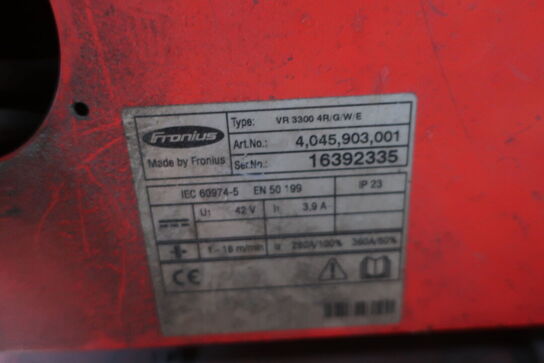 Fronius
Made by Fronius
Type: VR 3300 4R/G/W/E
Art.No.: 4,045,903,001
Ser.No.: 16392335
IEC 60974-5 EN 50 199 IP 23
U1 42 V I1 3,9 A
1 - 18 m/min I2 280A/100% 360A/60%
CE